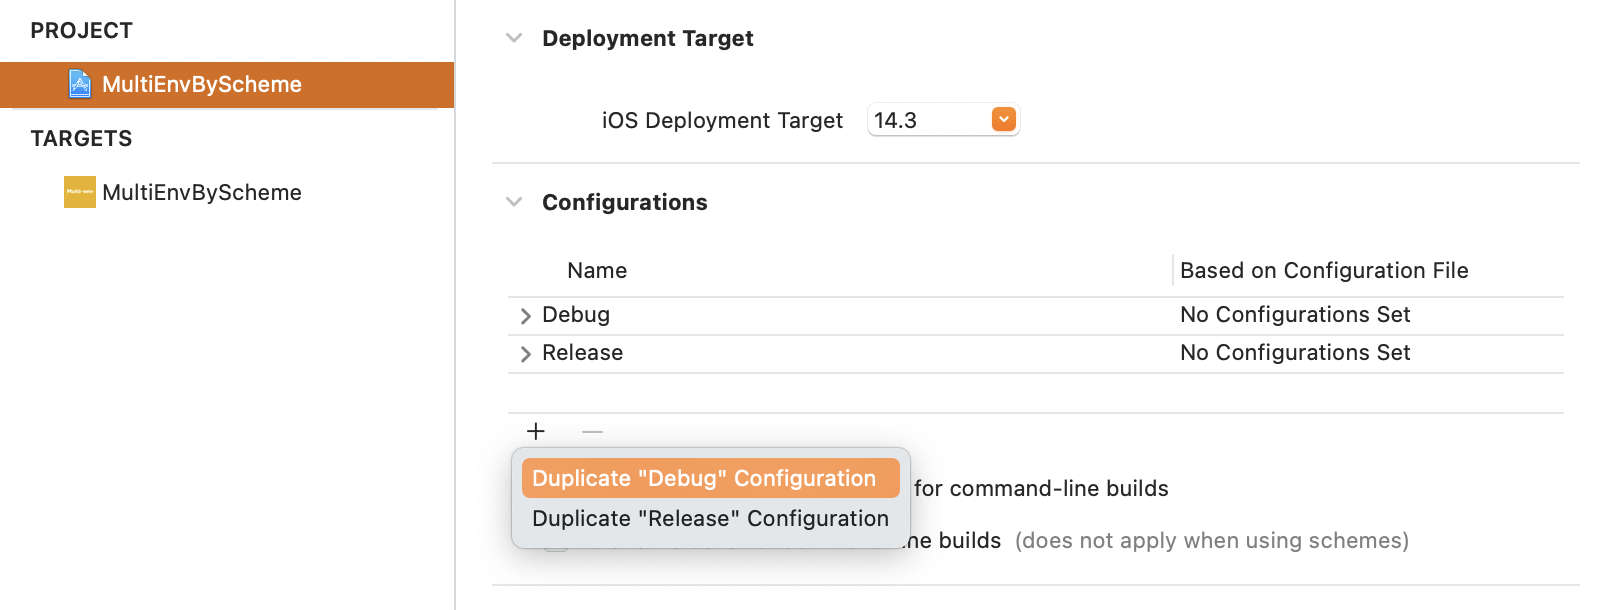 PROJECT
MultiEnvByScheme
TARGETS
MultiEnvByScheme
Deployment Target
iOS Deployment Target 14.3
Configurations
Name Based on Configuration File
Debug No Configurations Set
Release No Configurations Set
+ —
Duplicate "Debug" Configuration
for command-line builds
Duplicate "Release" Configuration
builds (does not apply when using schemes)